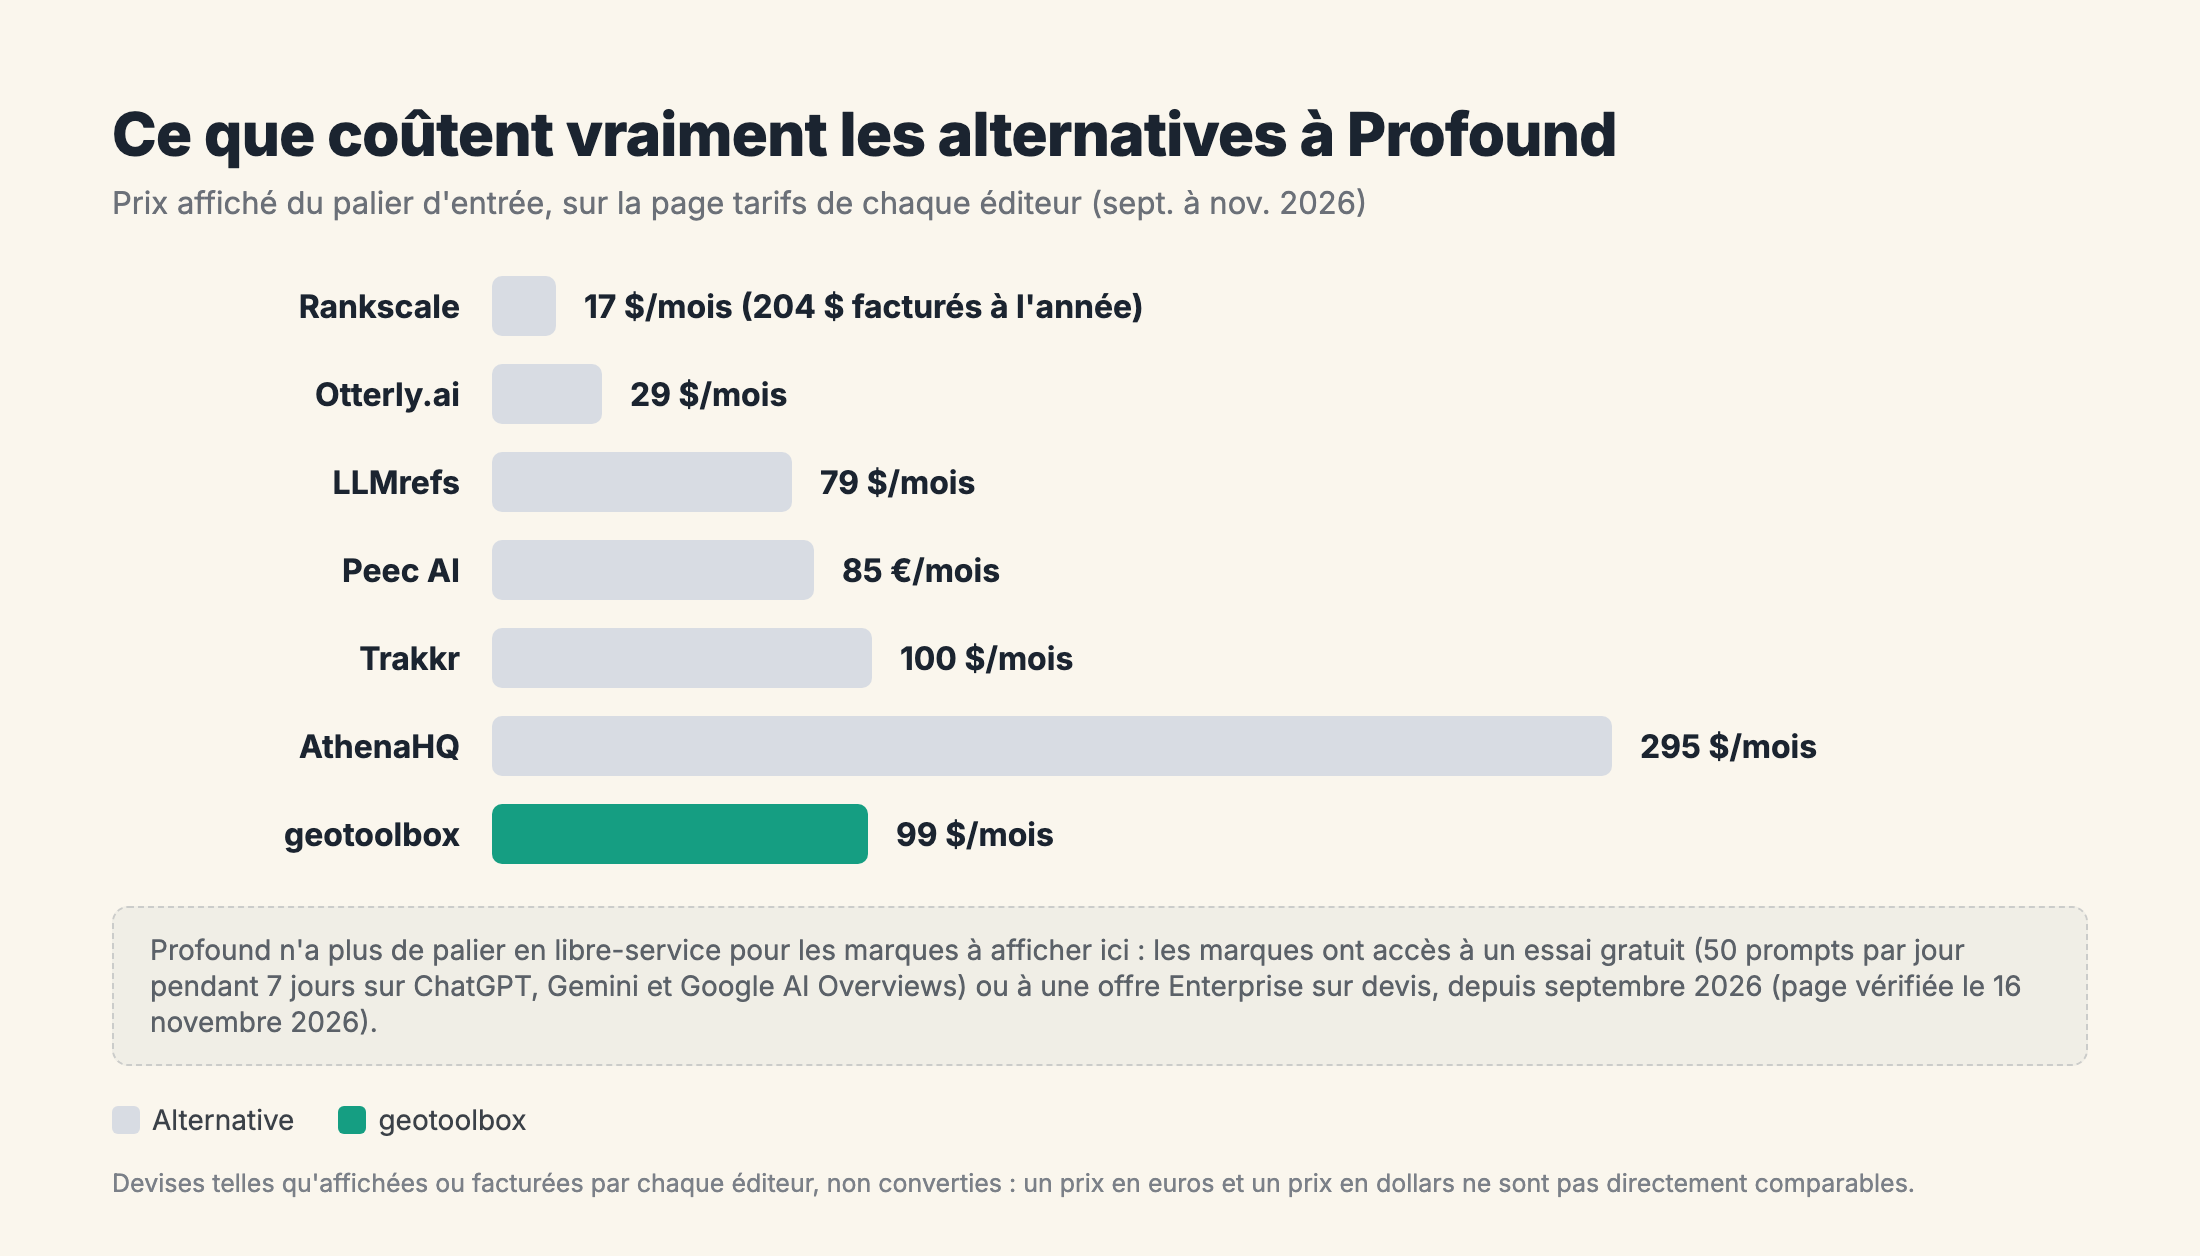 Ce que coûtent vraiment les alternatives à Profound
Prix affiché du palier d'entrée, sur la page tarifs de chaque éditeur (sept. à nov. 2026)
Rankscale 17 $/mois (204 $ facturés à l'année)
Otterly.ai 29 $/mois
LLMrefs 79 $/mois
Peec AI 85 €/mois
Trakkr 100 $/mois
AthenaHQ 295 $/mois
geotoolbox 99 $/mois
Profound n'a plus de palier en libre-service pour les marques à afficher ici : les marques ont accès à un essai gratuit (50 prompts par jour
pendant 7 jours sur ChatGPT, Gemini et Google AI Overviews) ou à une offre Enterprise sur devis, depuis septembre 2026 (page vérifiée le 16
novembre 2026).
Alternative geotoolbox
Devises telles qu'affichées ou facturées par chaque éditeur, non converties : un prix en euros et un prix en dollars ne sont pas directement comparables.